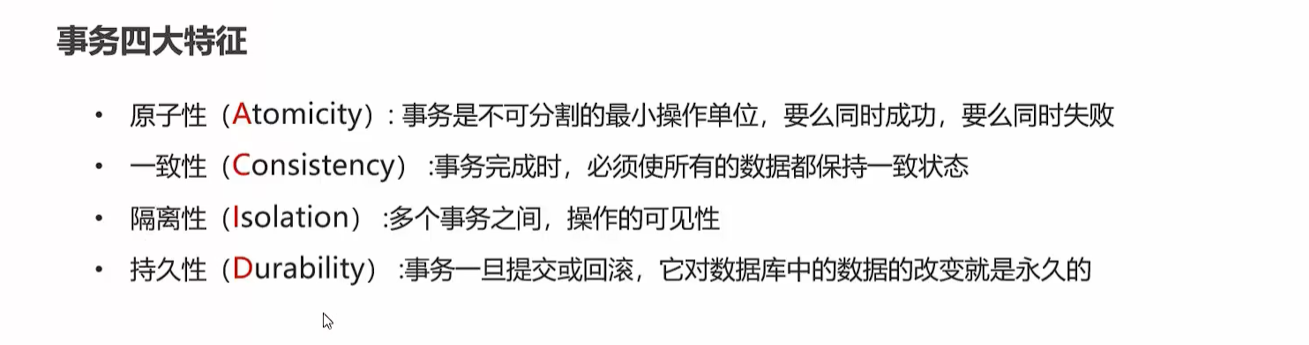 事务四大特征
• 原子性（Atomicity）: 事务是不可分割的最小操作单位，要么同时成功，要么同时失败
• 一致性（Consistency） :事务完成时，必须使所有的数据都保持一致状态
• 隔离性（Isolation） :多个事务之间，操作的可见性
• 持久性（Durability） :事务一旦提交或回滚，它对数据库中的数据的改变就是永久的